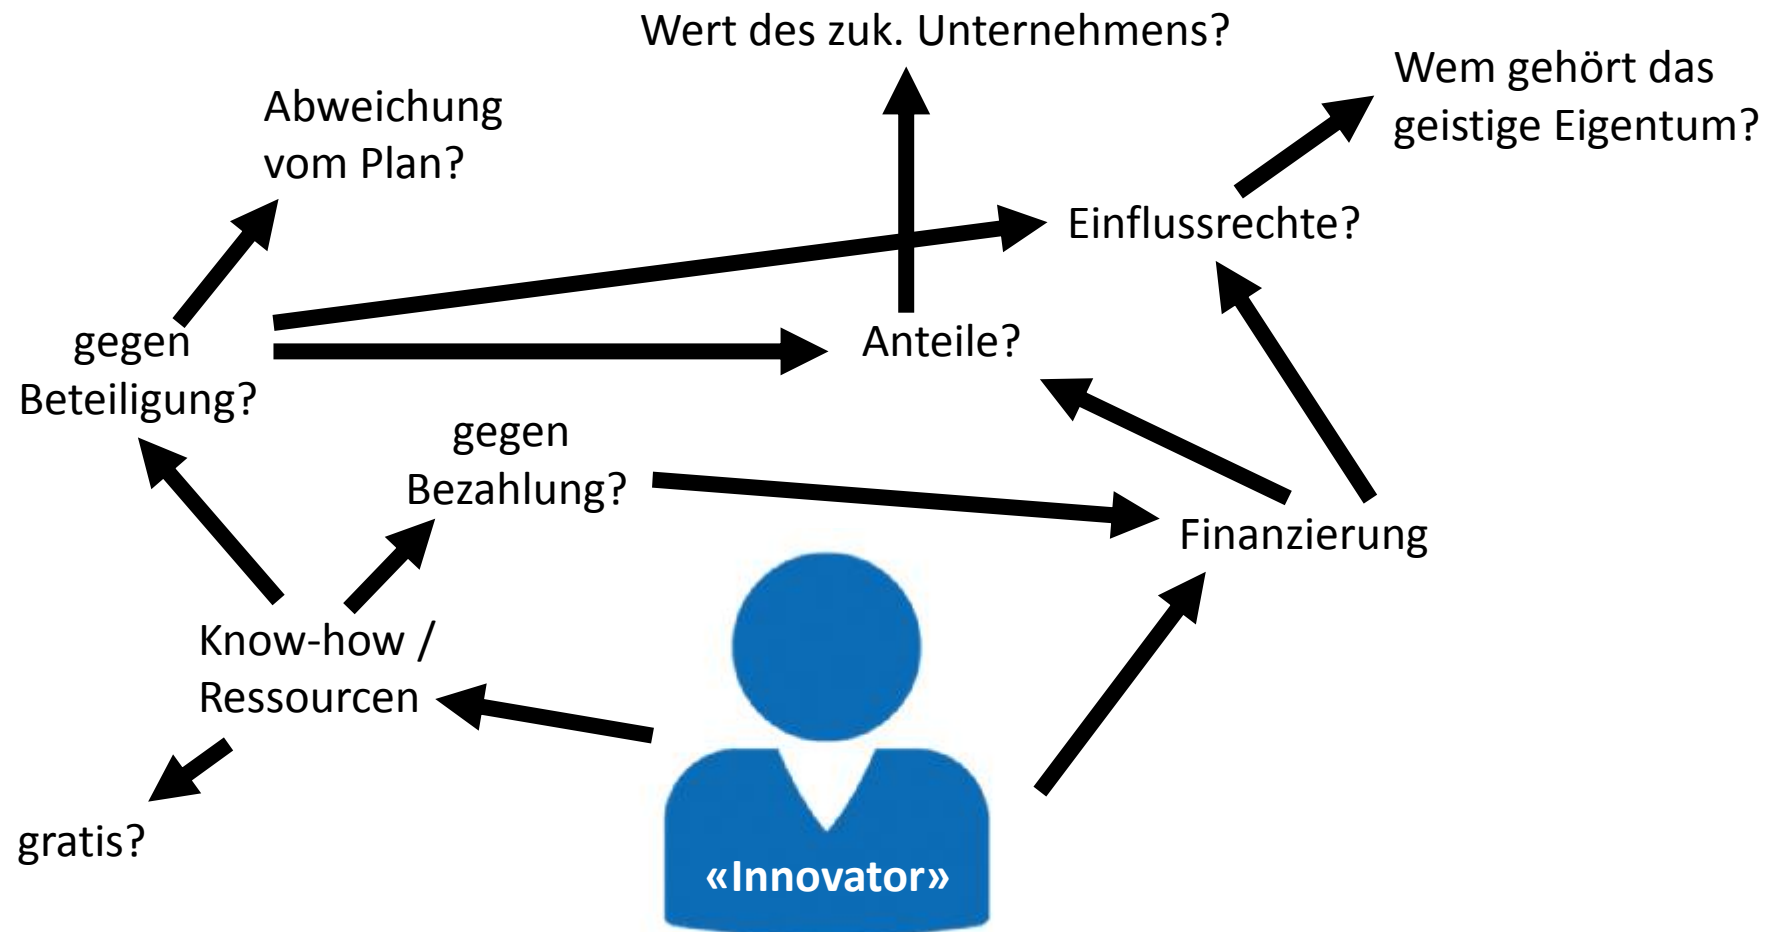 Wert des zuk. Unternehmens?
Wem gehört das
geistige Eigentum?
Abweichung
vom Plan?
Einflussrechte?
gegen
Beteiligung?
Anteile?
gegen
Bezahlung?
Finanzierung
Know-how /
Ressourcen
gratis?
«Innovator»